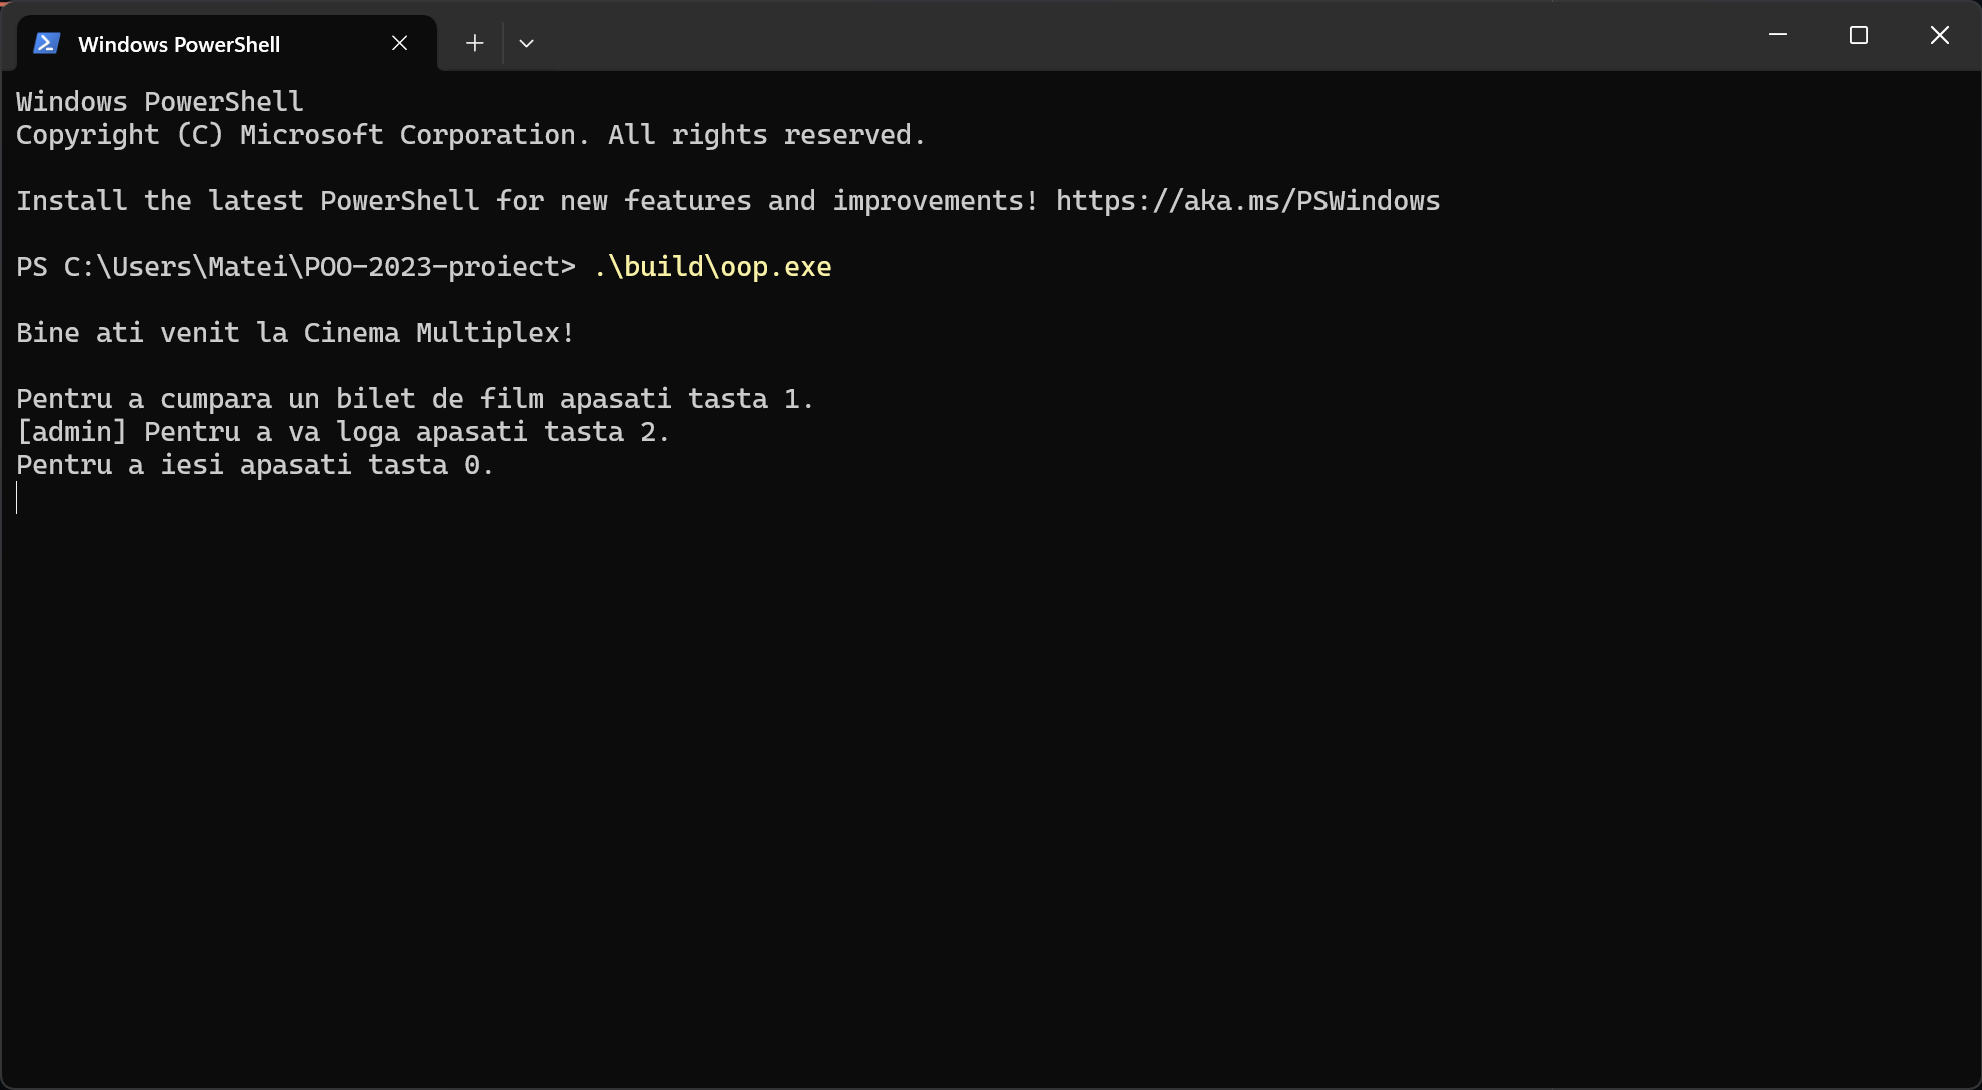 Windows PowerShell
Windows PowerShell
Copyright (C) Microsoft Corporation. All rights reserved.
Install the latest PowerShell for new features and improvements! https://aka.ms/PSWindows
PS C:\Users\Matei\POO-2023-proiect> .\build\oop.exe
Bine ati venit la Cinema Multiplex!
Pentru a cumpara un bilet de film apasati tasta 1.
[admin] Pentru a va loga apasati tasta 2.
Pentru a iesi apasati tasta 0.